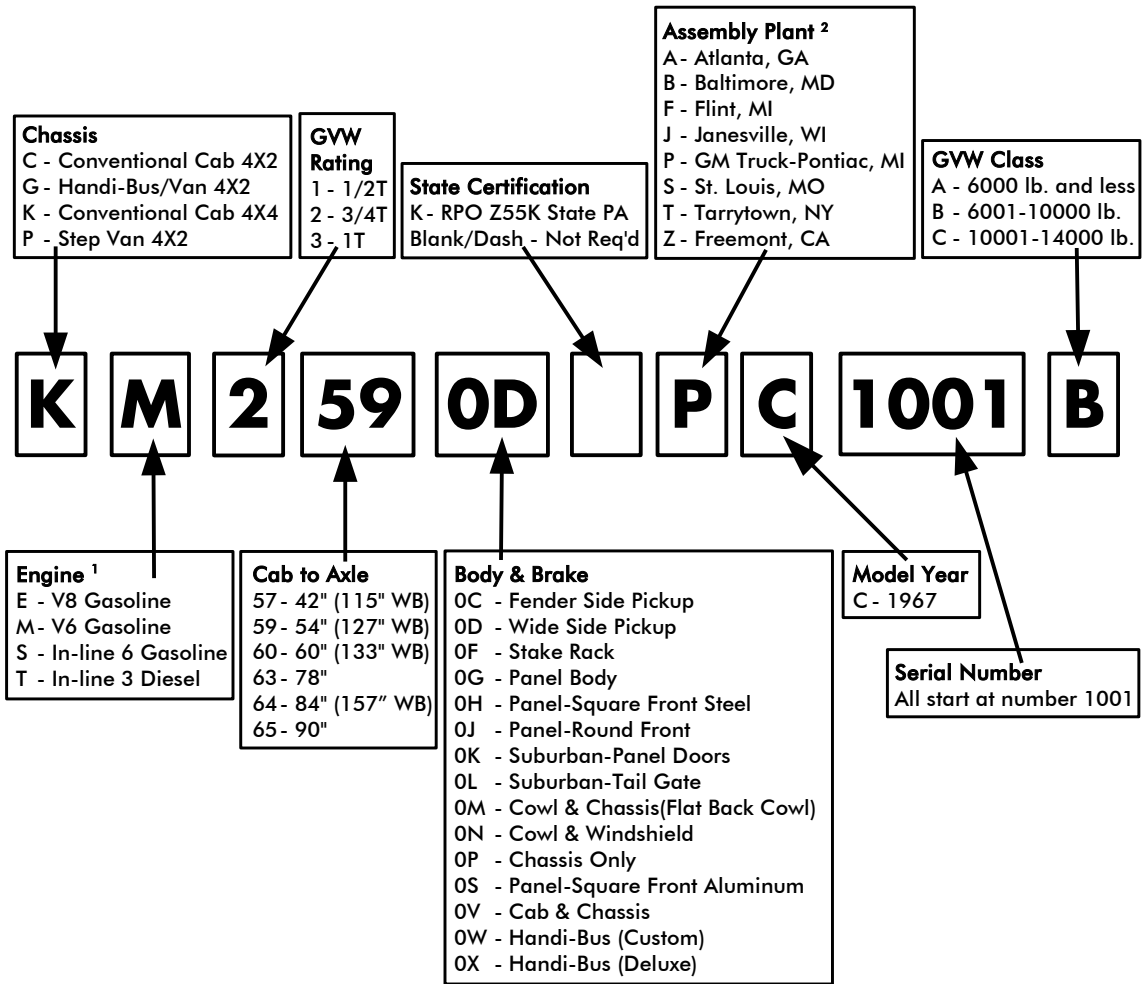 Assembly Plant ²
A - Atlanta, GA
B - Baltimore, MD
F - Flint, MI
J - Janesville, WI
P - GM Truck-Pontiac, MI
S - St. Louis, MO
T - Tarrytown, NY
Z - Freemont, CA
Chassis
C - Conventional Cab 4X2
G - Handi-Bus/Van 4X2
K - Conventional Cab 4X4
P - Step Van 4X2
GVW
Rating
1 - 1/2T
2 - 3/4T
3 - 1T
State Certification
K - RPO Z55K State PA
Blank/Dash - Not Req'd
GVW Class
A - 6000 lb. and less
B - 6001-10000 lb.
C - 10001-14000 lb.
K M 2 59 0D P C 1001 B
Engine ¹
E - V8 Gasoline
M - V6 Gasoline
S - In-line 6 Gasoline
T - In-line 3 Diesel
Cab to Axle
57 - 42" (115" WB)
59 - 54" (127" WB)
60 - 60" (133" WB)
63 - 78"
64 - 84" (157” WB)
65 - 90"
Body & Brake
0C - Fender Side Pickup
0D - Wide Side Pickup
0F - Stake Rack
0G - Panel Body
0H - Panel-Square Front Steel
0J - Panel-Round Front
0K - Suburban-Panel Doors
0L - Suburban-Tail Gate
0M - Cowl & Chassis(Flat Back Cowl)
0N - Cowl & Windshield
0P - Chassis Only
0S - Panel-Square Front Aluminum
0V - Cab & Chassis
0W - Handi-Bus (Custom)
0X - Handi-Bus (Deluxe)
Model Year
C - 1967
Serial Number
All start at number 1001